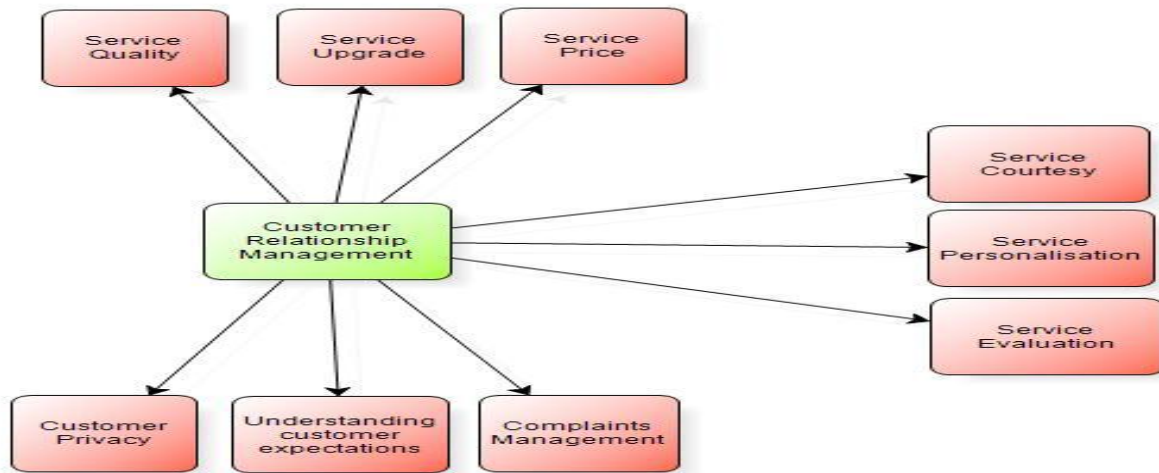 Service
Quality
Service
Upgrade
Service
Price
Service
Courtesy
Customer
Relationship
Management
Service
Personalisation
Service
Evaluation
Customer
Privacy
Understanding
customer
expectations
Complaints
Management